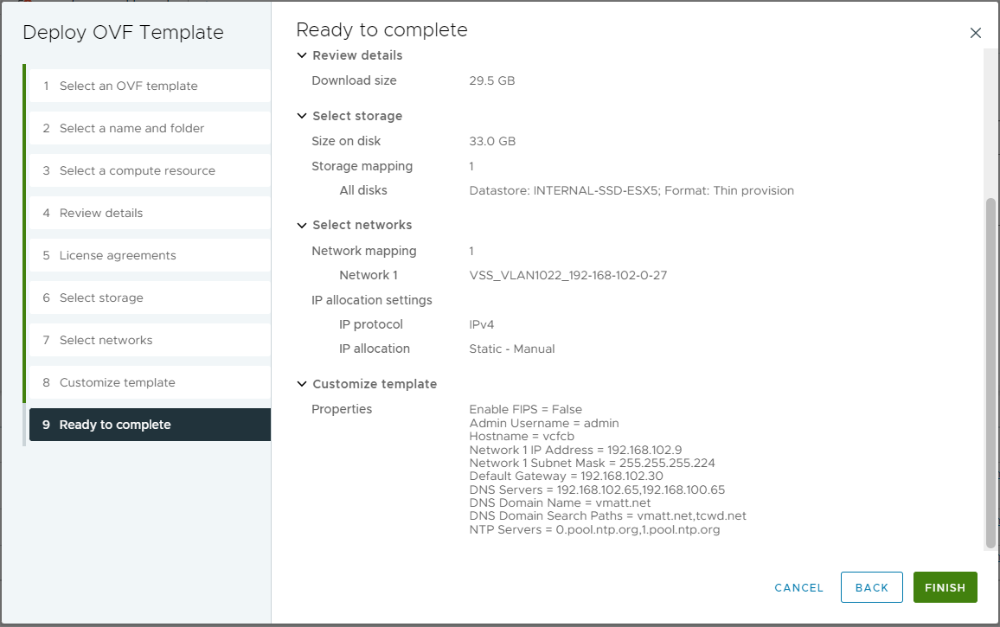 Deploy OVF Template
1 Select an OVF template
2 Select a name and folder
3 Select a compute resource
4 Review details
5 License agreements
6 Select storage
7 Select networks
8 Customize template
9 Ready to complete
Ready to complete
Review details
Download size 29.5 GB
Select storage
Size on disk 33.0 GB
Storage mapping 1
All disks Datastore: INTERNAL-SSD-ESX5; Format: Thin provision
Select networks
Network mapping 1
Network 1 VSS_VLAN1022_192-168-102-0-27
IP allocation settings
IP protocol IPv4
IP allocation Static - Manual
Customize template
Properties Enable FIPS = False
Admin Username = admin
Hostname = vcfcb
Network 1 IP Address = 192.168.102.9
Network 1 Subnet Mask = 255.255.255.224
Default Gateway = 192.168.102.30
DNS Servers = 192.168.102.65,192.168.100.65
DNS Domain Name = vmatt.net
DNS Domain Search Paths = vmatt.net,tcwd.net
NTP Servers = 0.pool.ntp.org,1.pool.ntp.org
CANCEL BACK FINISH